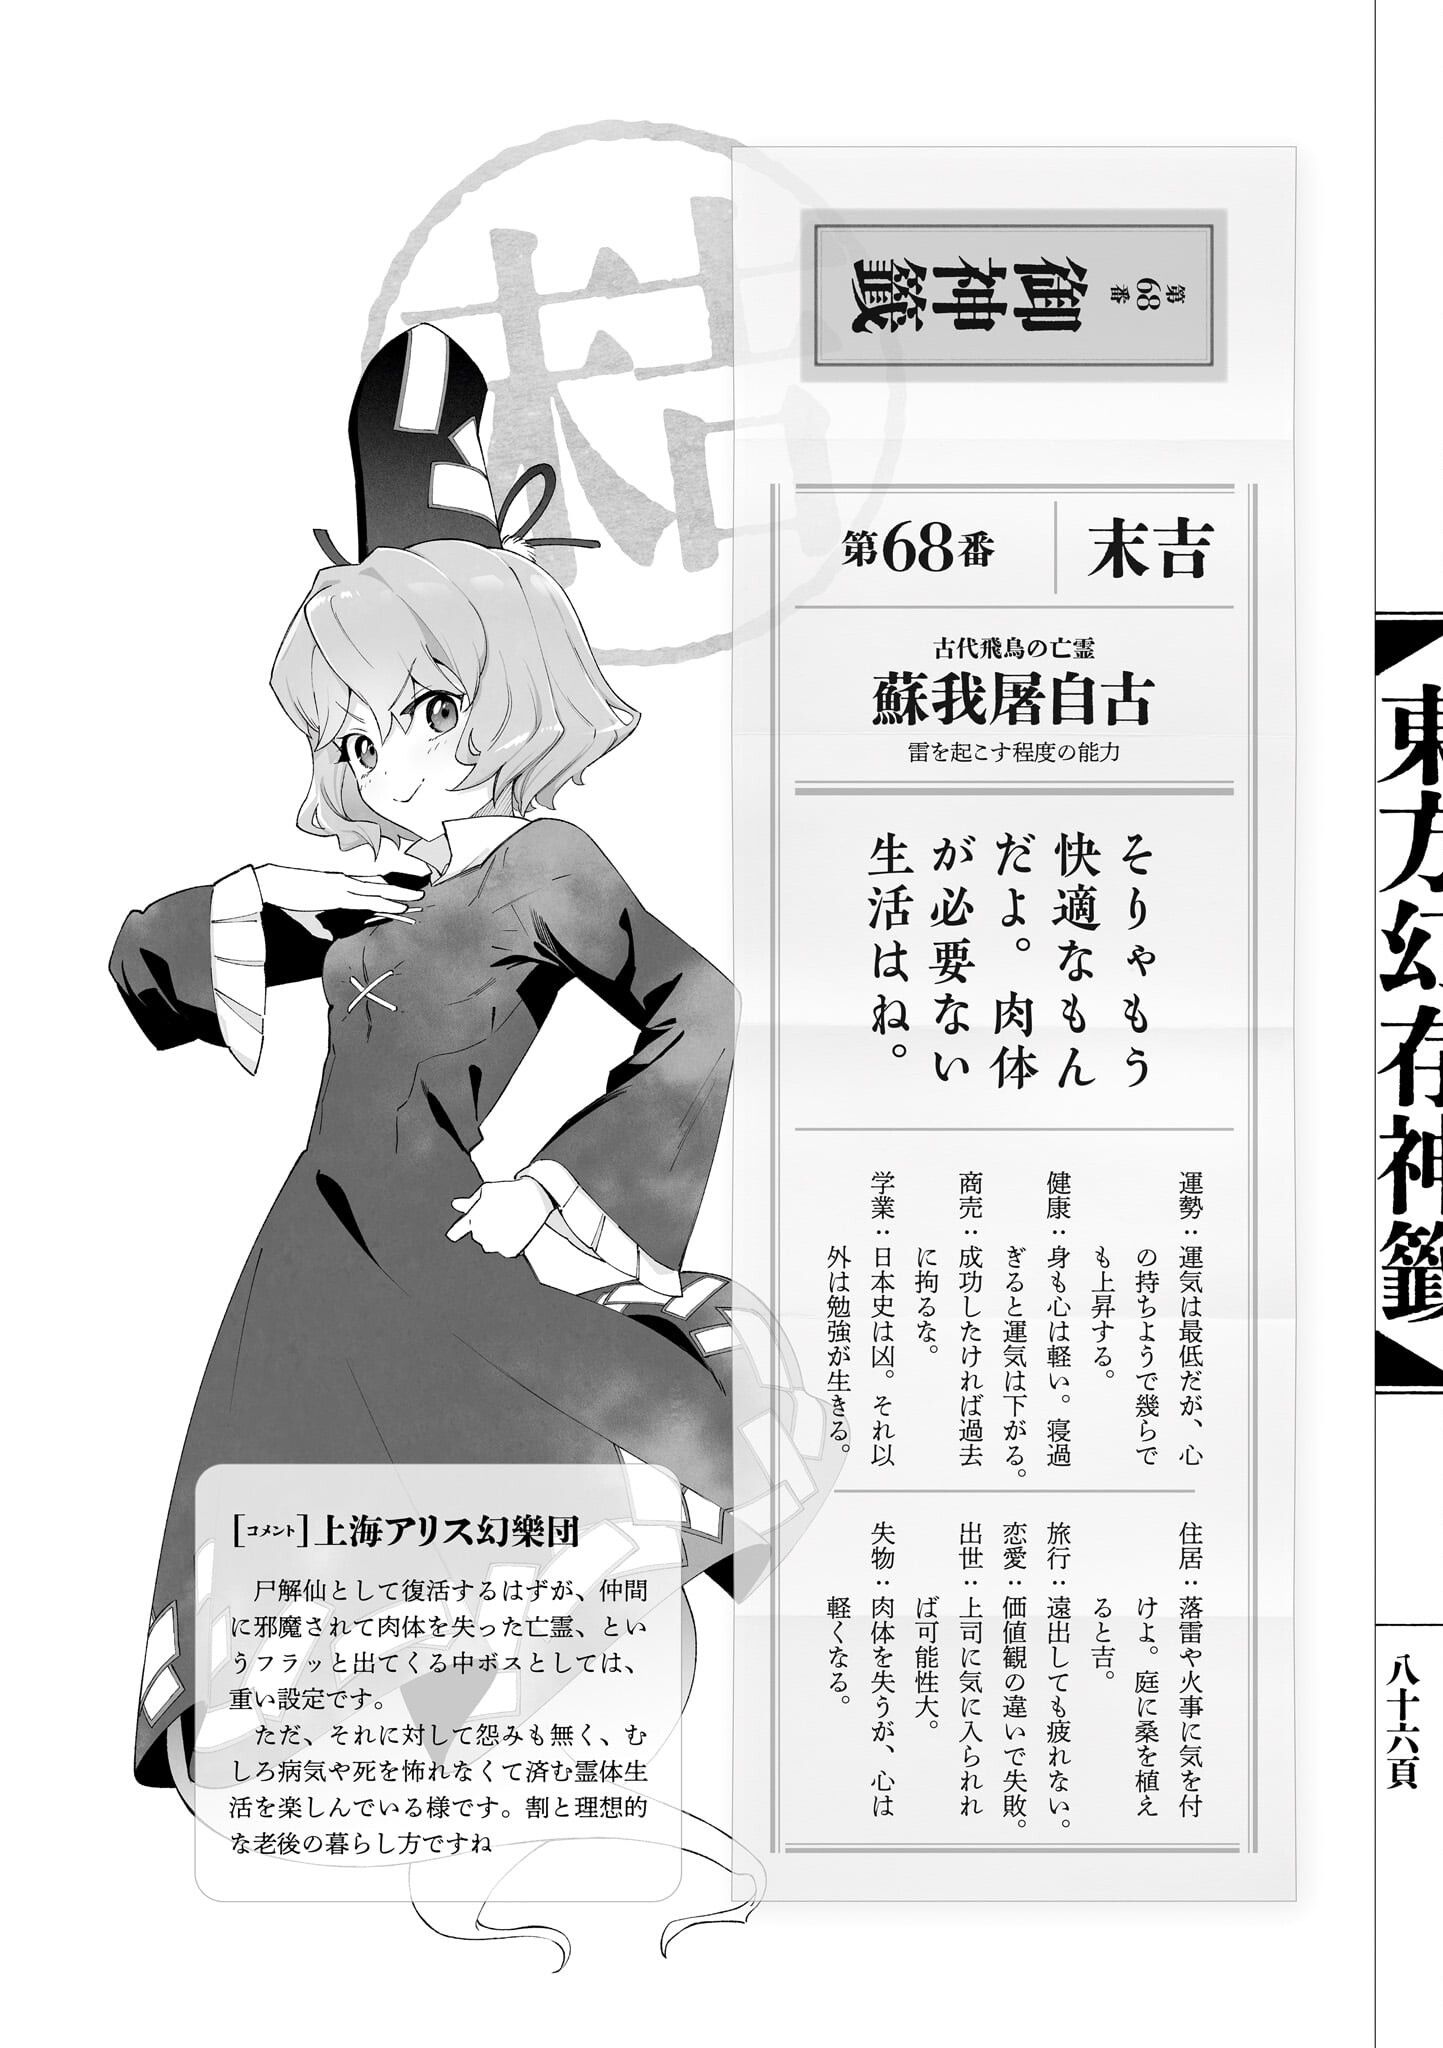 末吉
御神籤
第68番
第68番
末吉
古代飛鳥の亡霊
蘇我屠自古
雷を起こす程度の能力
そりゃもう
快適なもん
だよ。肉体
が必要ない
生活はね。
運勢：運気は最低だが、心
の持ちようで幾らで
も上昇する。
健康：身も心は軽い。寝過
ぎると運気は下がる。
商売：成功したければ過去
に拘るな。
学業：日本史は凶。それ以
外は勉強が生きる。
住居：落雷や火事に気を付
けよ。庭に桑を植え
ると吉。
旅行：遠出しても疲れない。
恋愛：価値観の違いで失敗。
出世：上司に気に入られれ
ば可能性大。
失物：肉体を失うが、心は
軽くなる。
［コメント］上海アリス幻樂団
尸解仙として復活するはずが、仲間
に邪魔されて肉体を失った亡霊、とい
うフラッと出てくる中ボスとしては、
重い設定です。
ただ、それに対して怨みも無く、む
しろ病気や死を怖れなくて済む霊体生
活を楽しんでいる様です。割と理想的
な老後の暮らし方ですね
東方幻存神籤
八十六頁